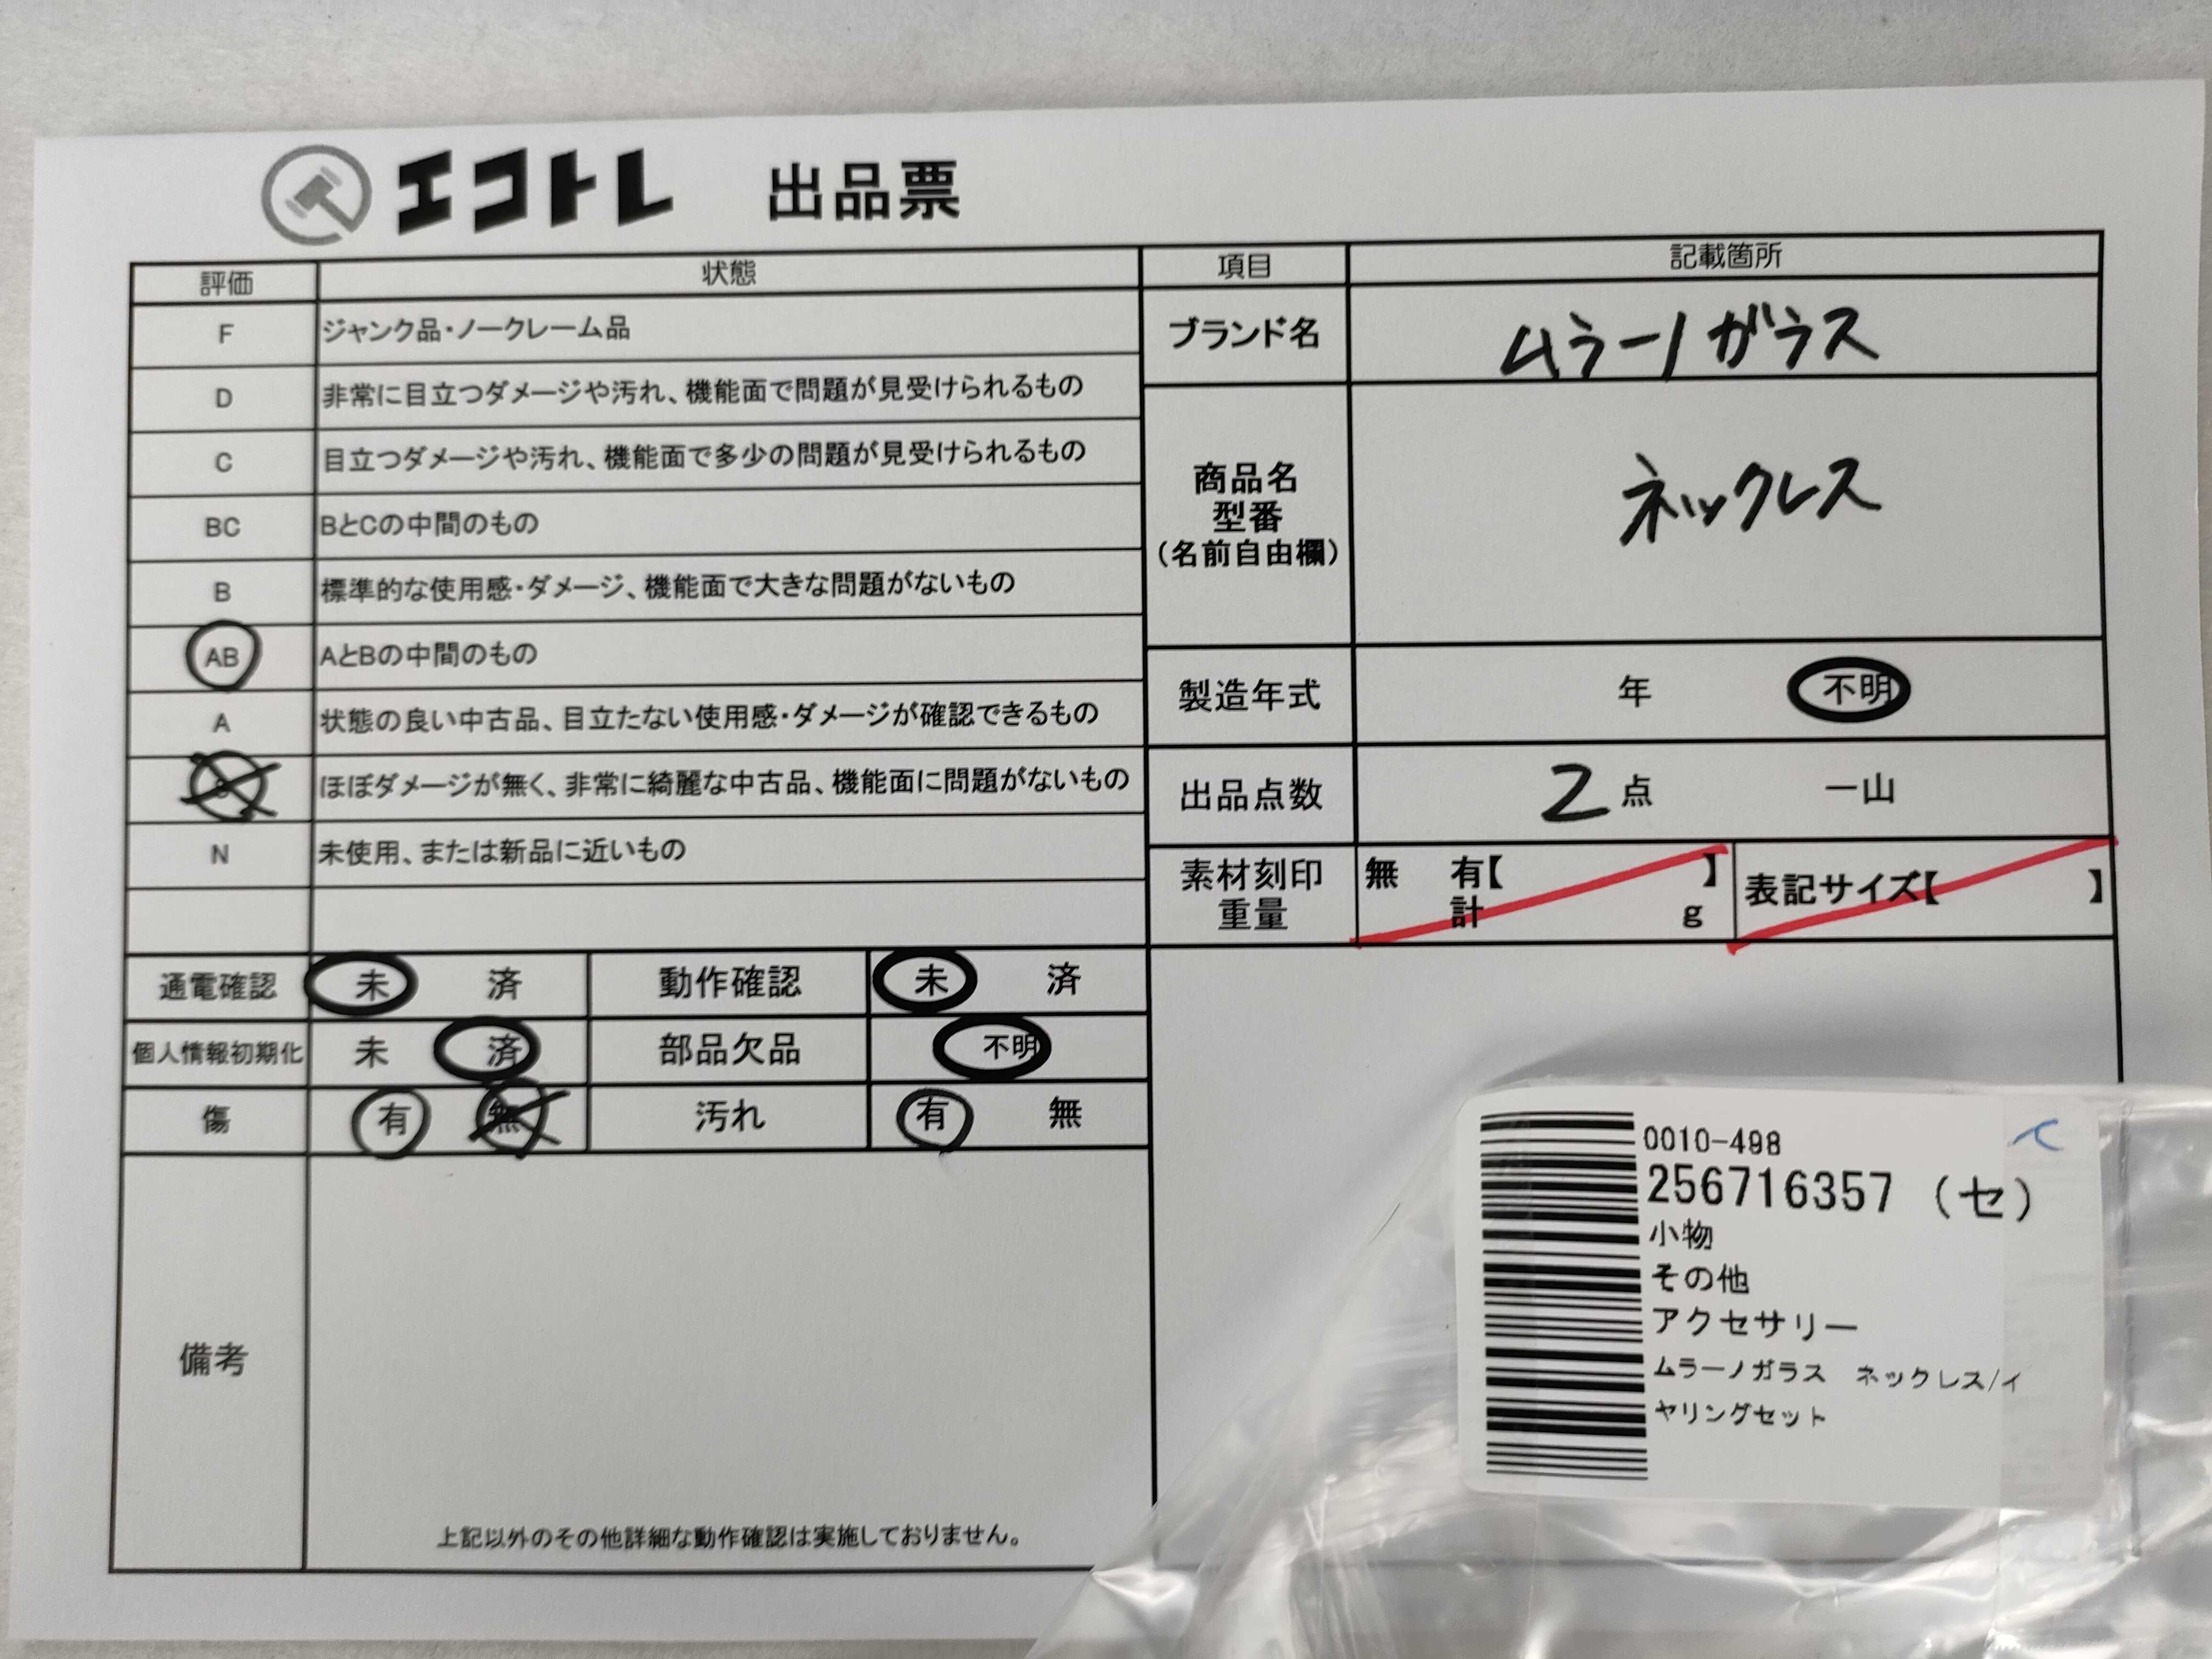 エコトレ 出品票
評価 状態 項目 記載箇所
F ジャンク品・ノークレーム品
D 非常に目立つダメージや汚れ、機能面で問題が見受けられるもの
C 目立つダメージや汚れ、機能面で多少の問題が見受けられるもの
BC BとCの中間のもの
B 標準的な使用感・ダメージ、機能面で大きな問題がないもの
AB AとBの中間のもの
A 状態の良い中古品、目立たない使用感・ダメージが確認できるもの
ほぼダメージが無く、非常に綺麗な中古品、機能面に問題がないもの
N 未使用、または新品に近いもの
ブランド名 ムラーノガラス
商品名
型番
(名前自由欄)
ネックレス
製造年式 年 不明
出品点数 2点 一山
素材刻印
重量
無 有【 】
計 g
表記サイズ【 】
通電確認 未 済 動作確認 未 済
個人情報初期化 未 済 部品欠品 不明
傷 有 無 汚れ 有 無
備考
上記以外のその他詳細な動作確認は実施しておりません。
0010-498
256716357 (セ)
小物
その他
アクセサリー
ムラーノガラス ネックレス/イ
ヤリングセット